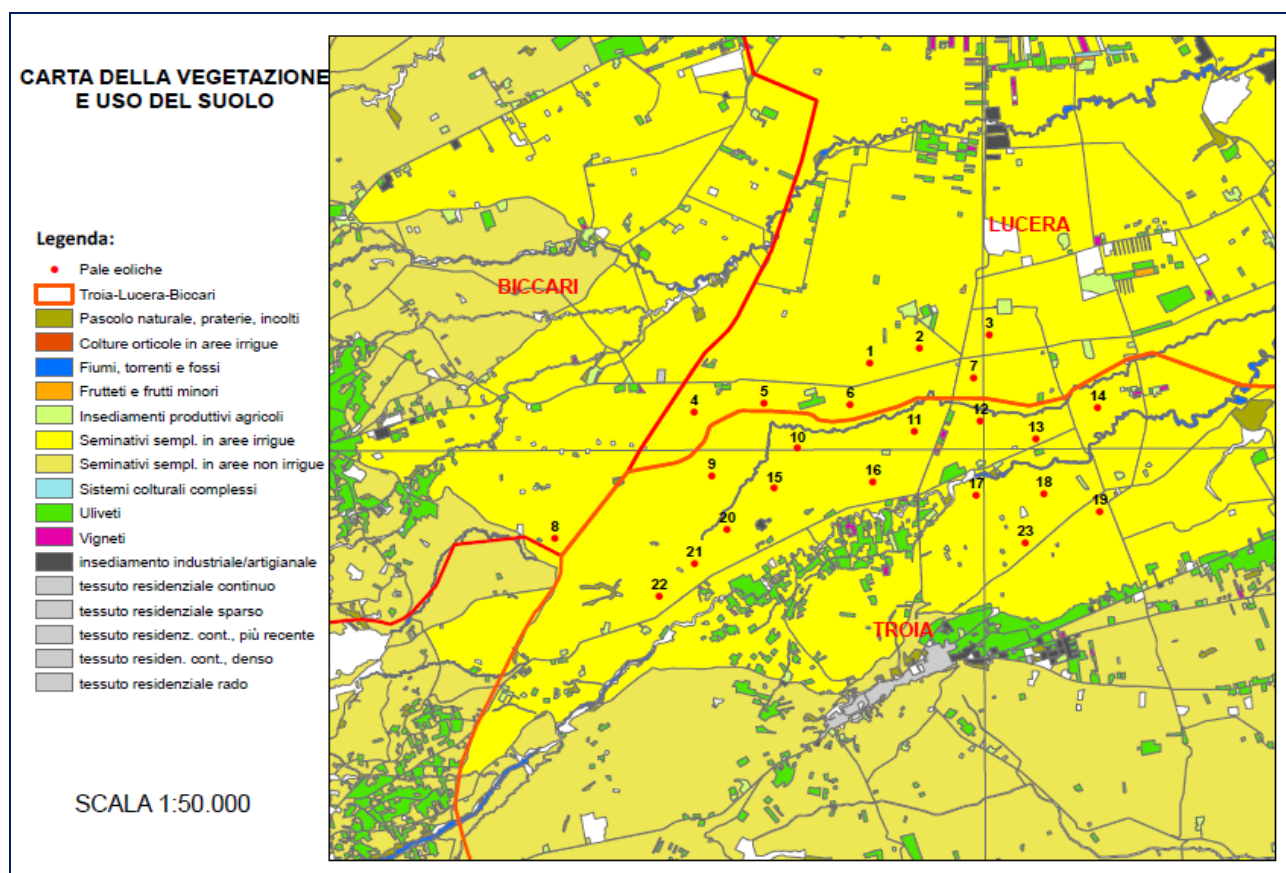 CARTA DELLA VEGETAZIONE
E USO DEL SUOLO
Legenda:
Pale eoliche
Troia-Lucera-Biccari
Pascolo naturale, praterie, incolti
Colture orticole in aree irrigue
Fiumi, torrenti e fossi
Frutteti e frutti minori
Insediamenti produttivi agricoli
Seminativi sempl. in aree irrigue
Seminativi sempl. in aree non irrigue
Sistemi colturali complessi
Uliveti
Vigneti
insediamento industriale/artigianale
tessuto residenziale continuo
tessuto residenziale sparso
tessuto residenz. cont., più recente
tessuto residen. cont., denso
tessuto residenziale rado
SCALA 1:50.000
LUCERA
BICCARI
3
2
1
7
5
6
4
14
12
11
13
10
9
16
15
17
18
19
20
8
23
21
22
TROIA